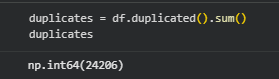 duplicates = df.duplicated().sum()
duplicates
np.int64(24206)